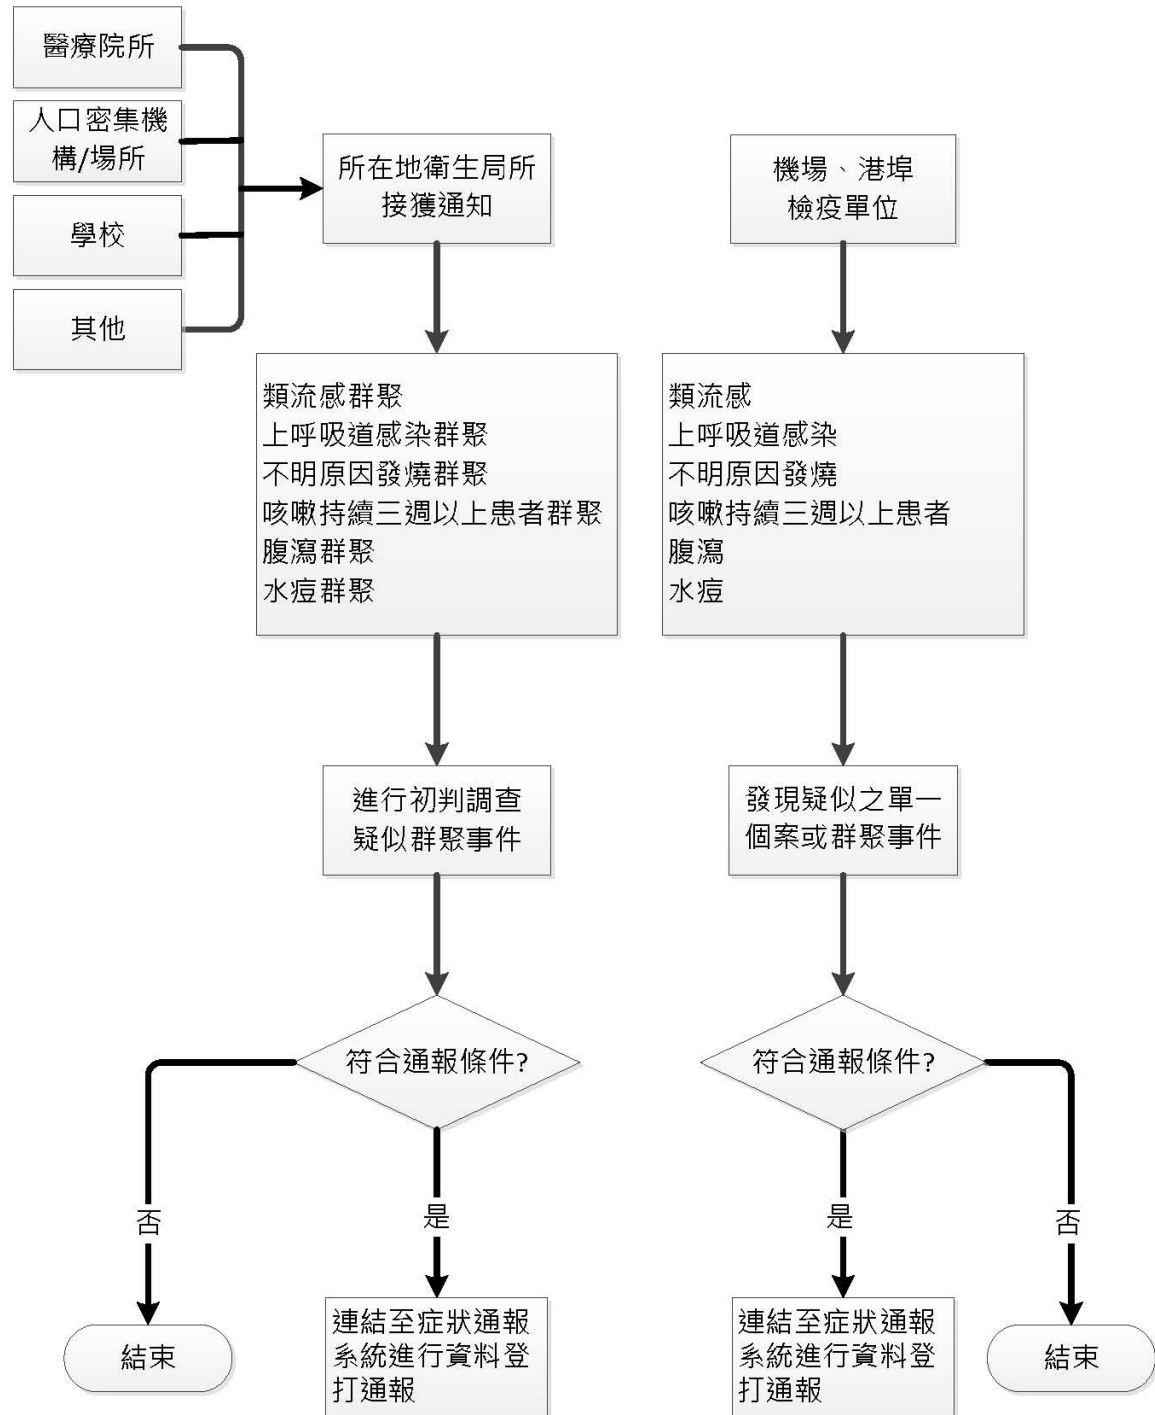 醫療院所
人口密集機
構/場所
學校
其他
所在地衛生局所
接獲通知
機場、港埠
檢疫單位
類流感群聚
上呼吸道感染群聚
不明原因發燒群聚
咳嗽持續三週以上患者群聚
腹瀉群聚
水痘群聚
類流感
上呼吸道感染
不明原因發燒
咳嗽持續三週以上患者
腹瀉
水痘
進行初判調查
疑似群聚事件
發現疑似之單一
個案或群聚事件
符合通報條件?
符合通報條件?
否
是
是
否
結束
連結至症狀通報
系統進行資料登
打通報
連結至症狀通報
系統進行資料登
打通報
結束